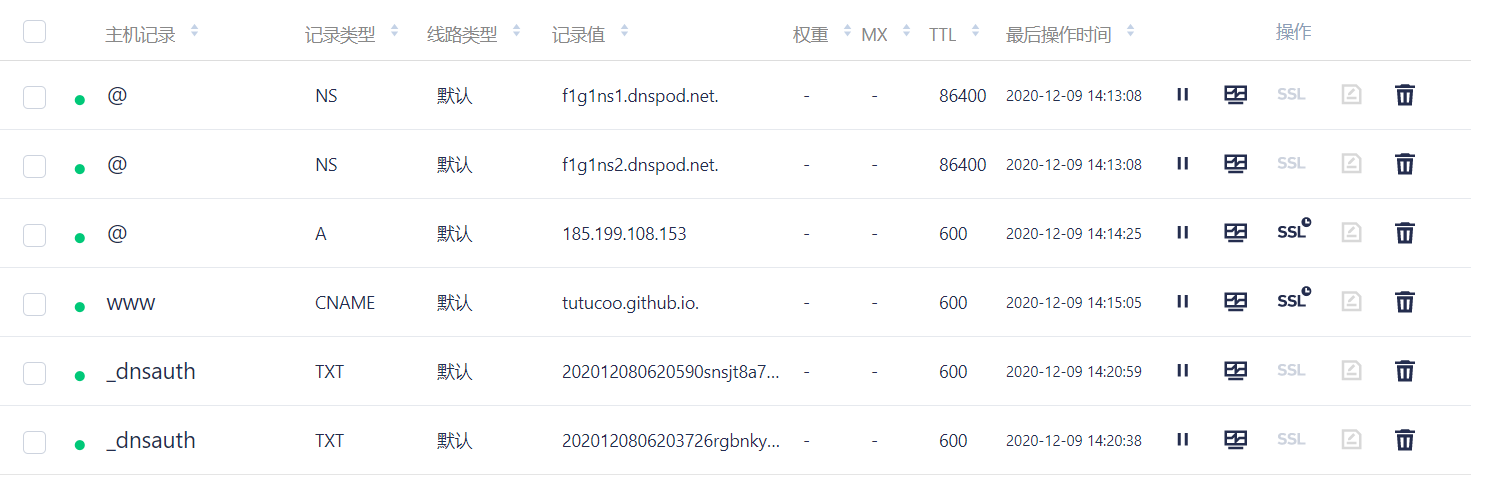 主机记录 记录类型 线路类型 记录值 权重 MX TTL 最后操作时间 操作
@ NS 默认 f1g1ns1.dnspod.net. - - 86400 2020-12-09 14:13:08 SSL
@ NS 默认 f1g1ns2.dnspod.net. - - 86400 2020-12-09 14:13:08 SSL
@ A 默认 185.199.108.153 - - 600 2020-12-09 14:14:25 SSL
www CNAME 默认 tutucoo.github.io. - - 600 2020-12-09 14:15:05 SSL
_dnsauth TXT 默认 202012080620590snsjt8a7... - - 600 2020-12-09 14:20:59 SSL
_dnsauth TXT 默认 2020120806203726rgbnky... - - 600 2020-12-09 14:20:38 SSL